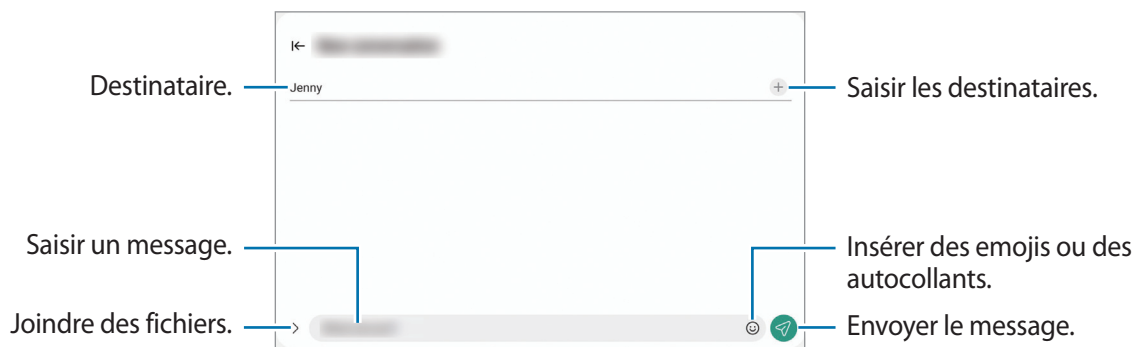 Destinataire.
Jenny
Saisir les destinataires.
Saisir un message.
Insérer des emojis ou des
autocollants.
Joindre des fichiers.
Envoyer le message.